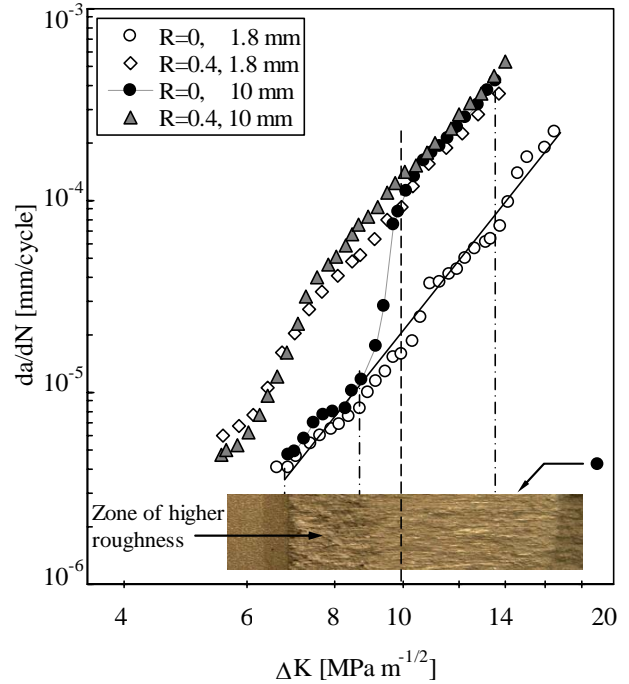 R=0, 1.8 mm
R=0.4, 1.8 mm
R=0, 10 mm
R=0.4, 10 mm
10⁻³
10⁻⁴
10⁻⁵
10⁻⁶
da/dN [mm/cycle]
Zone of higher
roughness
4 6 8 10 14 20
ΔK [MPa m⁻¹/²]